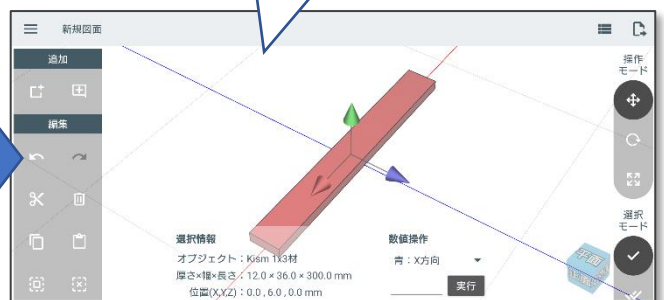 新規図面
追加
編集
操作
モード
選択
モード
選択情報
オブジェクト：Kism 1x3材
厚さ×幅×長さ：12.0 × 36.0 × 300.0 mm
位置(X,Y,Z)：0.0 , 6.0 , 0.0 mm
数値操作
青：X方向
実行
平面